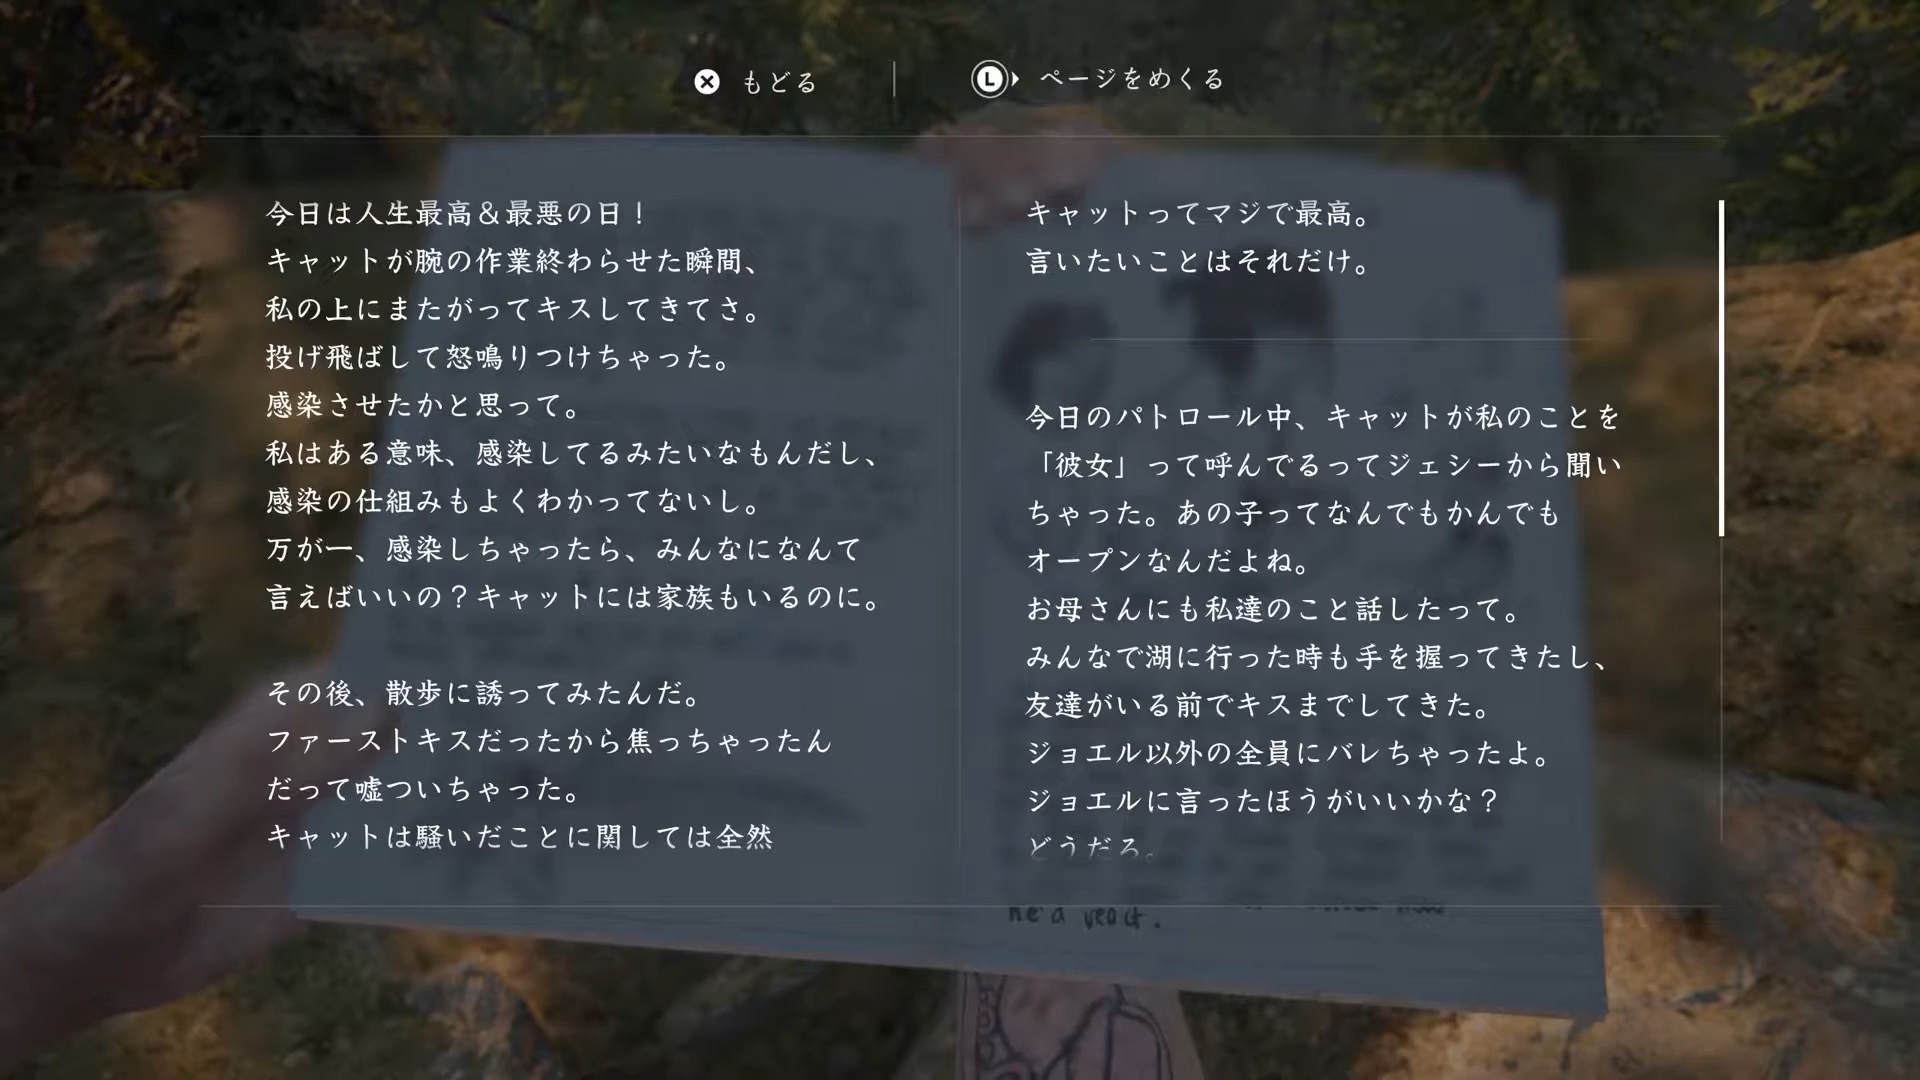 もどる
ページをめくる
今日は人生最高＆最悪の日！
キャットが腕の作業終わらせた瞬間、
私の上にまたがってキスしてきてさ。
投げ飛ばして怒鳴りつけちゃった。
感染させたかと思って。
私はある意味、感染してるみたいなもんだし、
感染の仕組みもよくわかってないし。
万が一、感染しちゃったら、みんなになんて
言えばいいの？キャットには家族もいるのに。
その後、散歩に誘ってみたんだ。
ファーストキスだったから焦っちゃったん
だって嘘ついちゃった。
キャットは騒いだことに関しては全然
キャットってマジで最高。
言いたいことはそれだけ。
今日のパトロール中、キャットが私のことを
「彼女」って呼んでるってジェシーから聞い
ちゃった。あの子ってなんでもかんでも
オープンなんだよね。
お母さんにも私達のこと話したって。
みんなで湖に行った時も手を握ってきたし、
友達がいる前でキスまでしてきた。
ジョエル以外の全員にバレちゃったよ。
ジョエルに言ったほうがいいかな？
どうだろ。